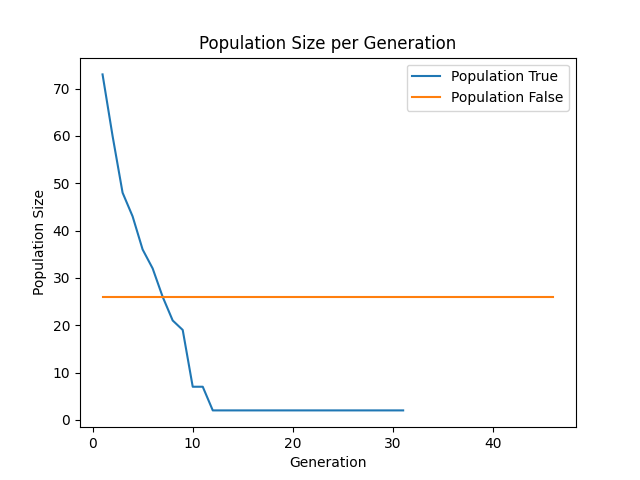 Population Size per Generation
Population True
Population False
Population Size
70
60
50
40
30
20
10
0
0 10 20 30 40
Generation